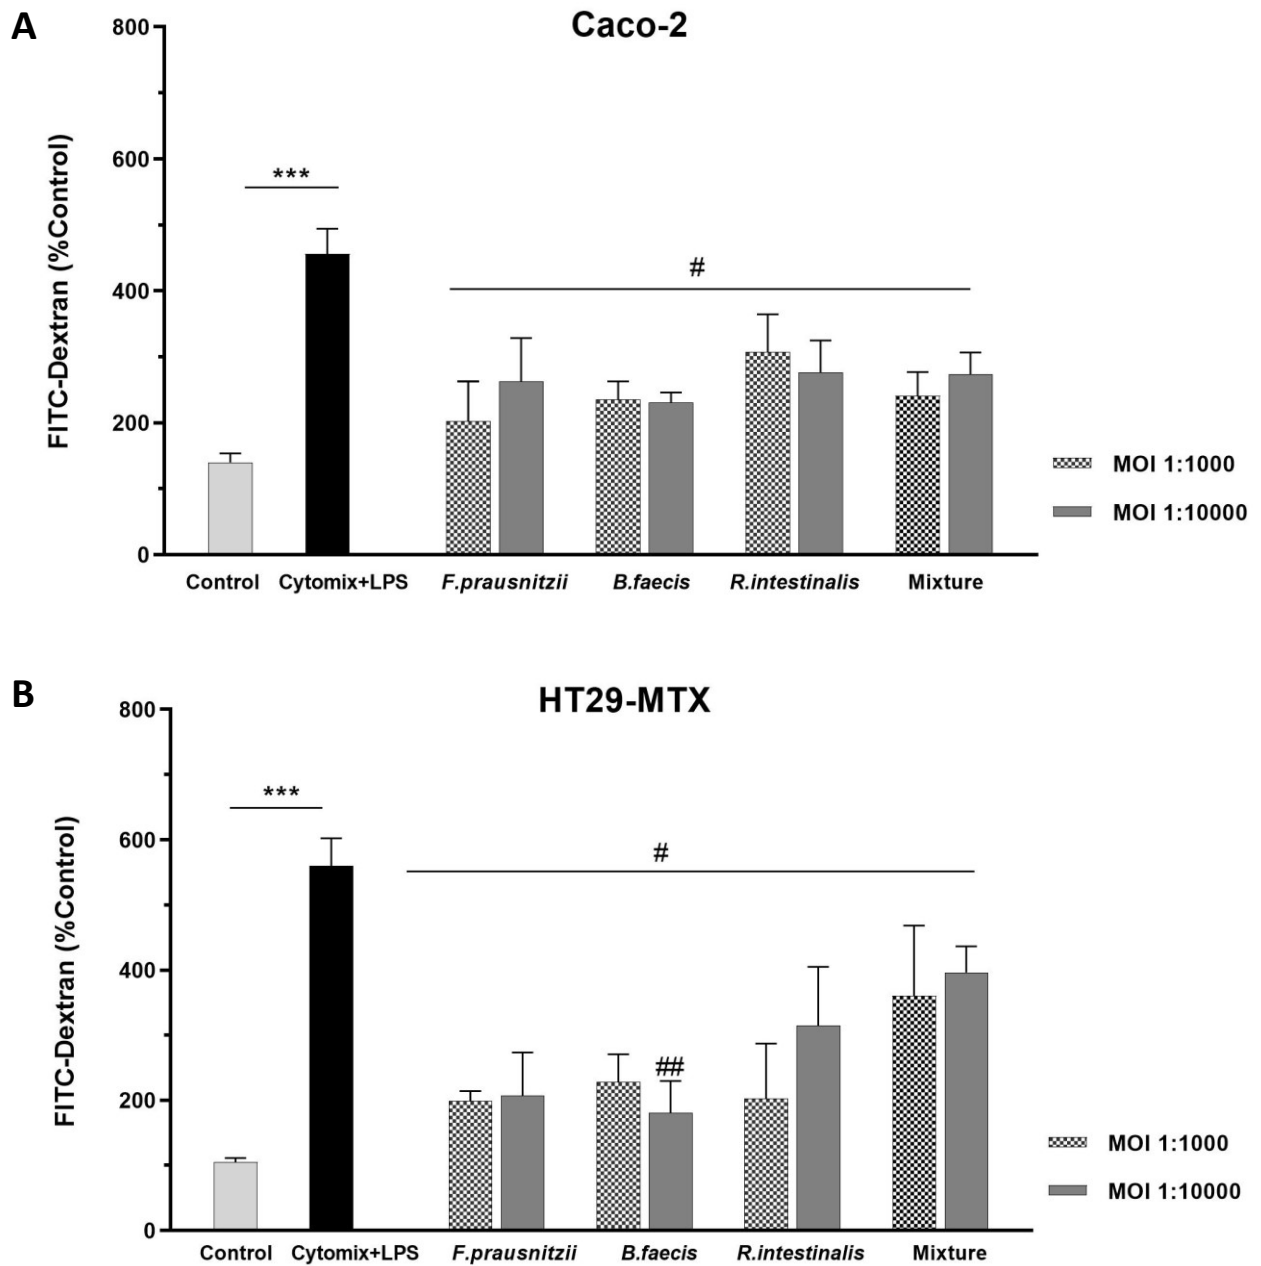 A
Caco-2
FITC-Dextran (%Control)
800
600
400
200
0
***
#
Control
Cytomix+LPS
F.prausnitzii
B.faecis
R.intestinalis
Mixture
MOI 1:1000
MOI 1:10000
B
HT29-MTX
FITC-Dextran (%Control)
800
600
400
200
0
***
#
##
Control
Cytomix+LPS
F.prausnitzii
B.faecis
R.intestinalis
Mixture
MOI 1:1000
MOI 1:10000